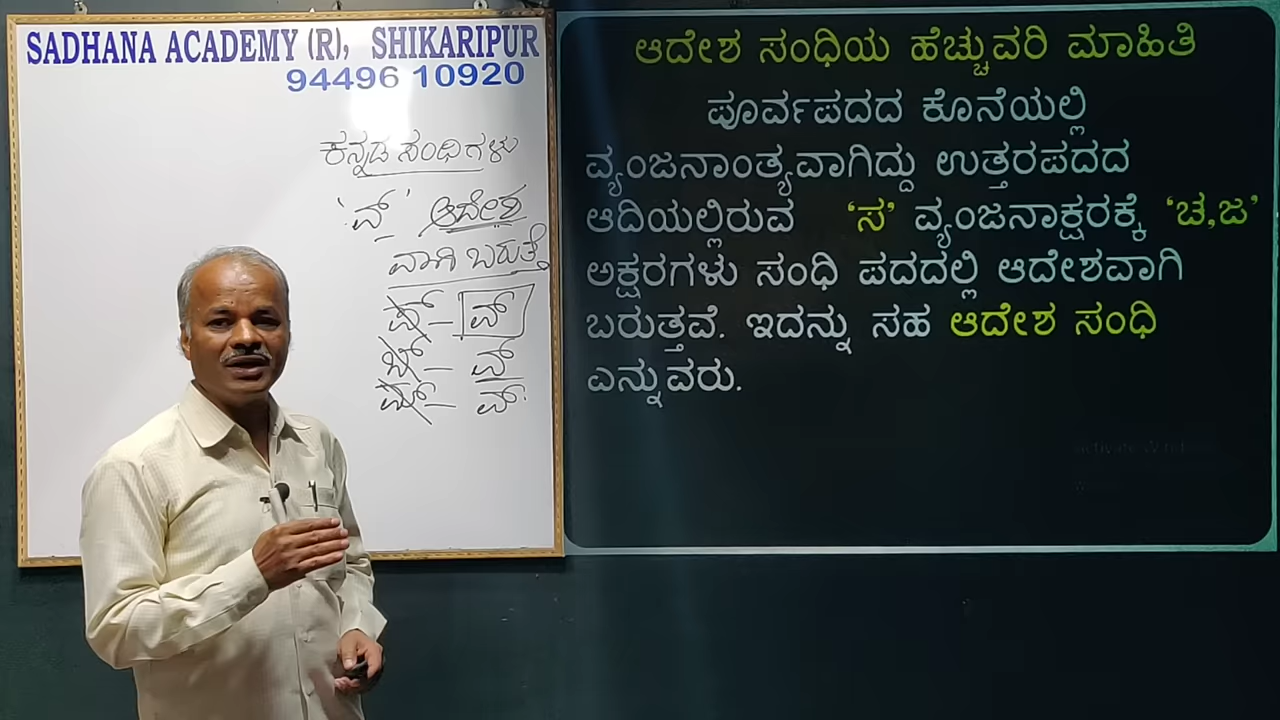 SADHANA ACADEMY (R), SHIKARIPUR
94496 10920
ಕನ್ನಡ ಸಂಧಿಗಳು
'ವ್' ಆದೇಶ
ವಾಗಿ ಬರುತ್ತೆ
ಪ್ – ವ್
ಬ್ – ವ್
ಮ್ – ವ್
ಆದೇಶ ಸಂಧಿಯ ಹೆಚ್ಚುವರಿ ಮಾಹಿತಿ
ಪೂರ್ವಪದದ ಕೊನೆಯಲ್ಲಿ
ವ್ಯಂಜನಾಂತ್ಯವಾಗಿದ್ದು ಉತ್ತರಪದದ
ಆದಿಯಲ್ಲಿರುವ 'ಸ' ವ್ಯಂಜನಾಕ್ಷರಕ್ಕೆ 'ಚ,ಜ'
ಅಕ್ಷರಗಳು ಸಂಧಿ ಪದದಲ್ಲಿ ಆದೇಶವಾಗಿ
ಬರುತ್ತವೆ. ಇದನ್ನು ಸಹ ಆದೇಶ ಸಂಧಿ
ಎನ್ನುವರು.